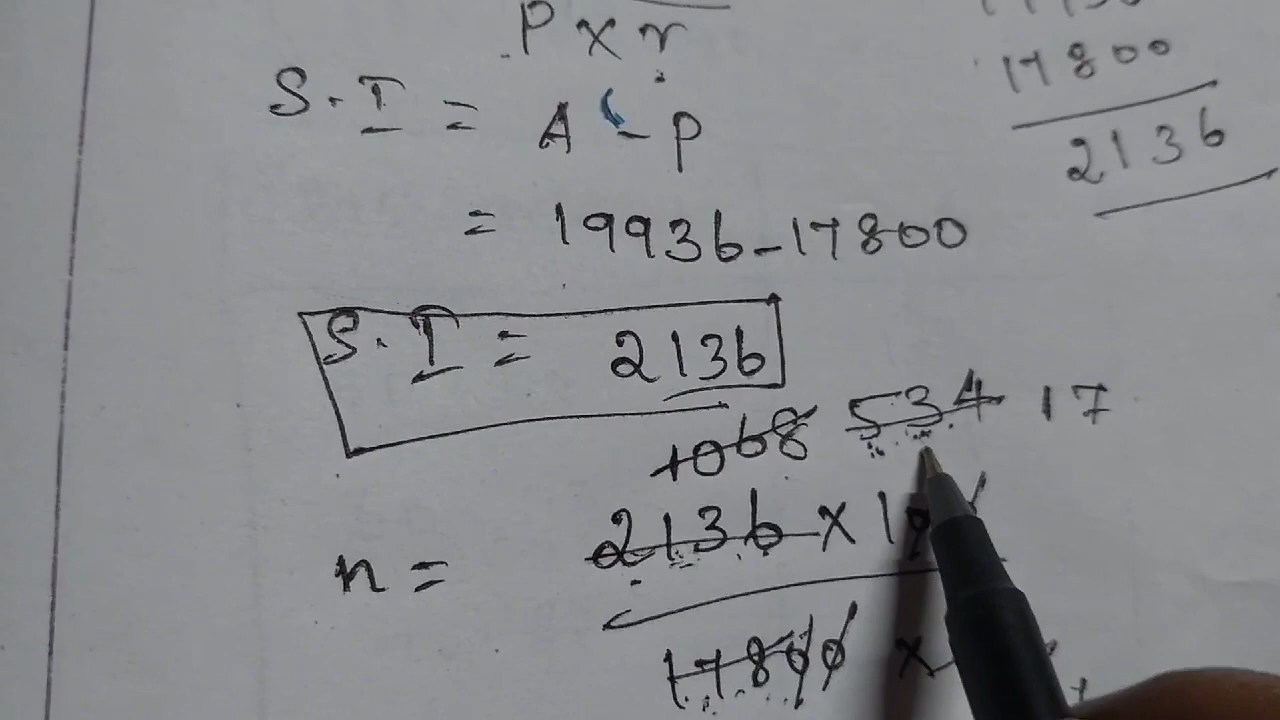 P × r
S.I = A - P
= 19936-17800
17800
2136
S.I = 2136
1068 534 17
n = 2136 × 1
17800 ×